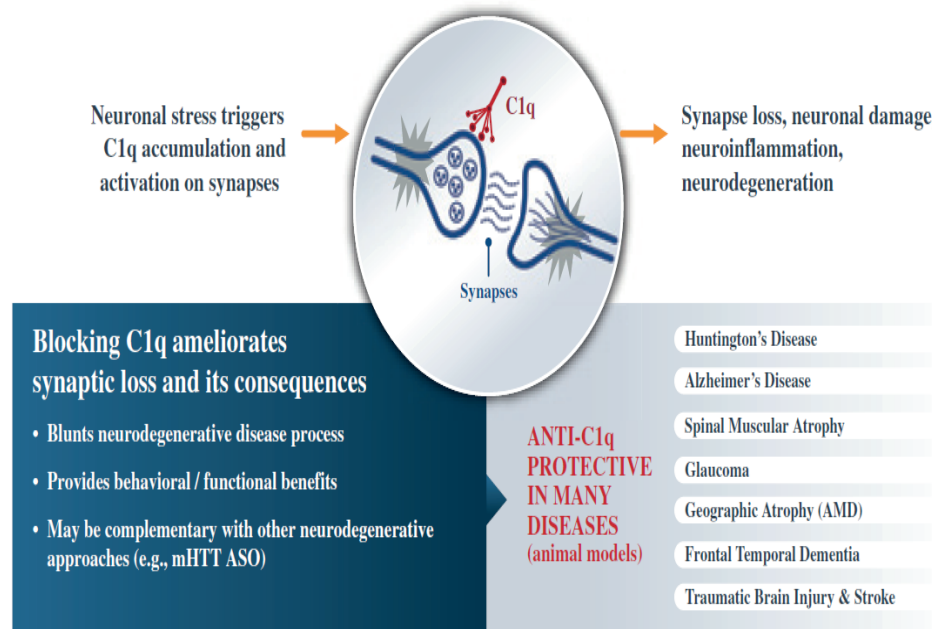 Neuronal stress triggers
C1q accumulation and
activation on synapses
C1q
Synapses
Synapse loss, neuronal damage
neuroinflammation,
neurodegeneration
Blocking C1q ameliorates
synaptic loss and its consequences
• Blunts neurodegenerative disease process
• Provides behavioral / functional benefits
• May be complementary with other neurodegenerative
approaches (e.g., mHTT ASO)
ANTI-C1q
PROTECTIVE
IN MANY
DISEASES
(animal models)
Huntington's Disease
Alzheimer's Disease
Spinal Muscular Atrophy
Glaucoma
Geographic Atrophy (AMD)
Frontal Temporal Dementia
Traumatic Brain Injury & Stroke